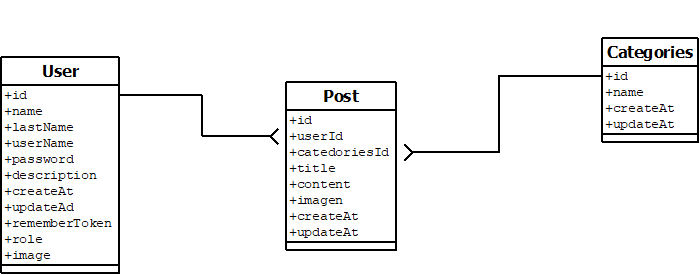 User
+id
+name
+lastName
+userName
+password
+description
+createAt
+updateAd
+rememberToken
+role
+image
Post
+id
+userId
+catedoriesId
+title
+content
+imagen
+createAt
+updateAt
Categories
+id
+name
+createAt
+updateAt